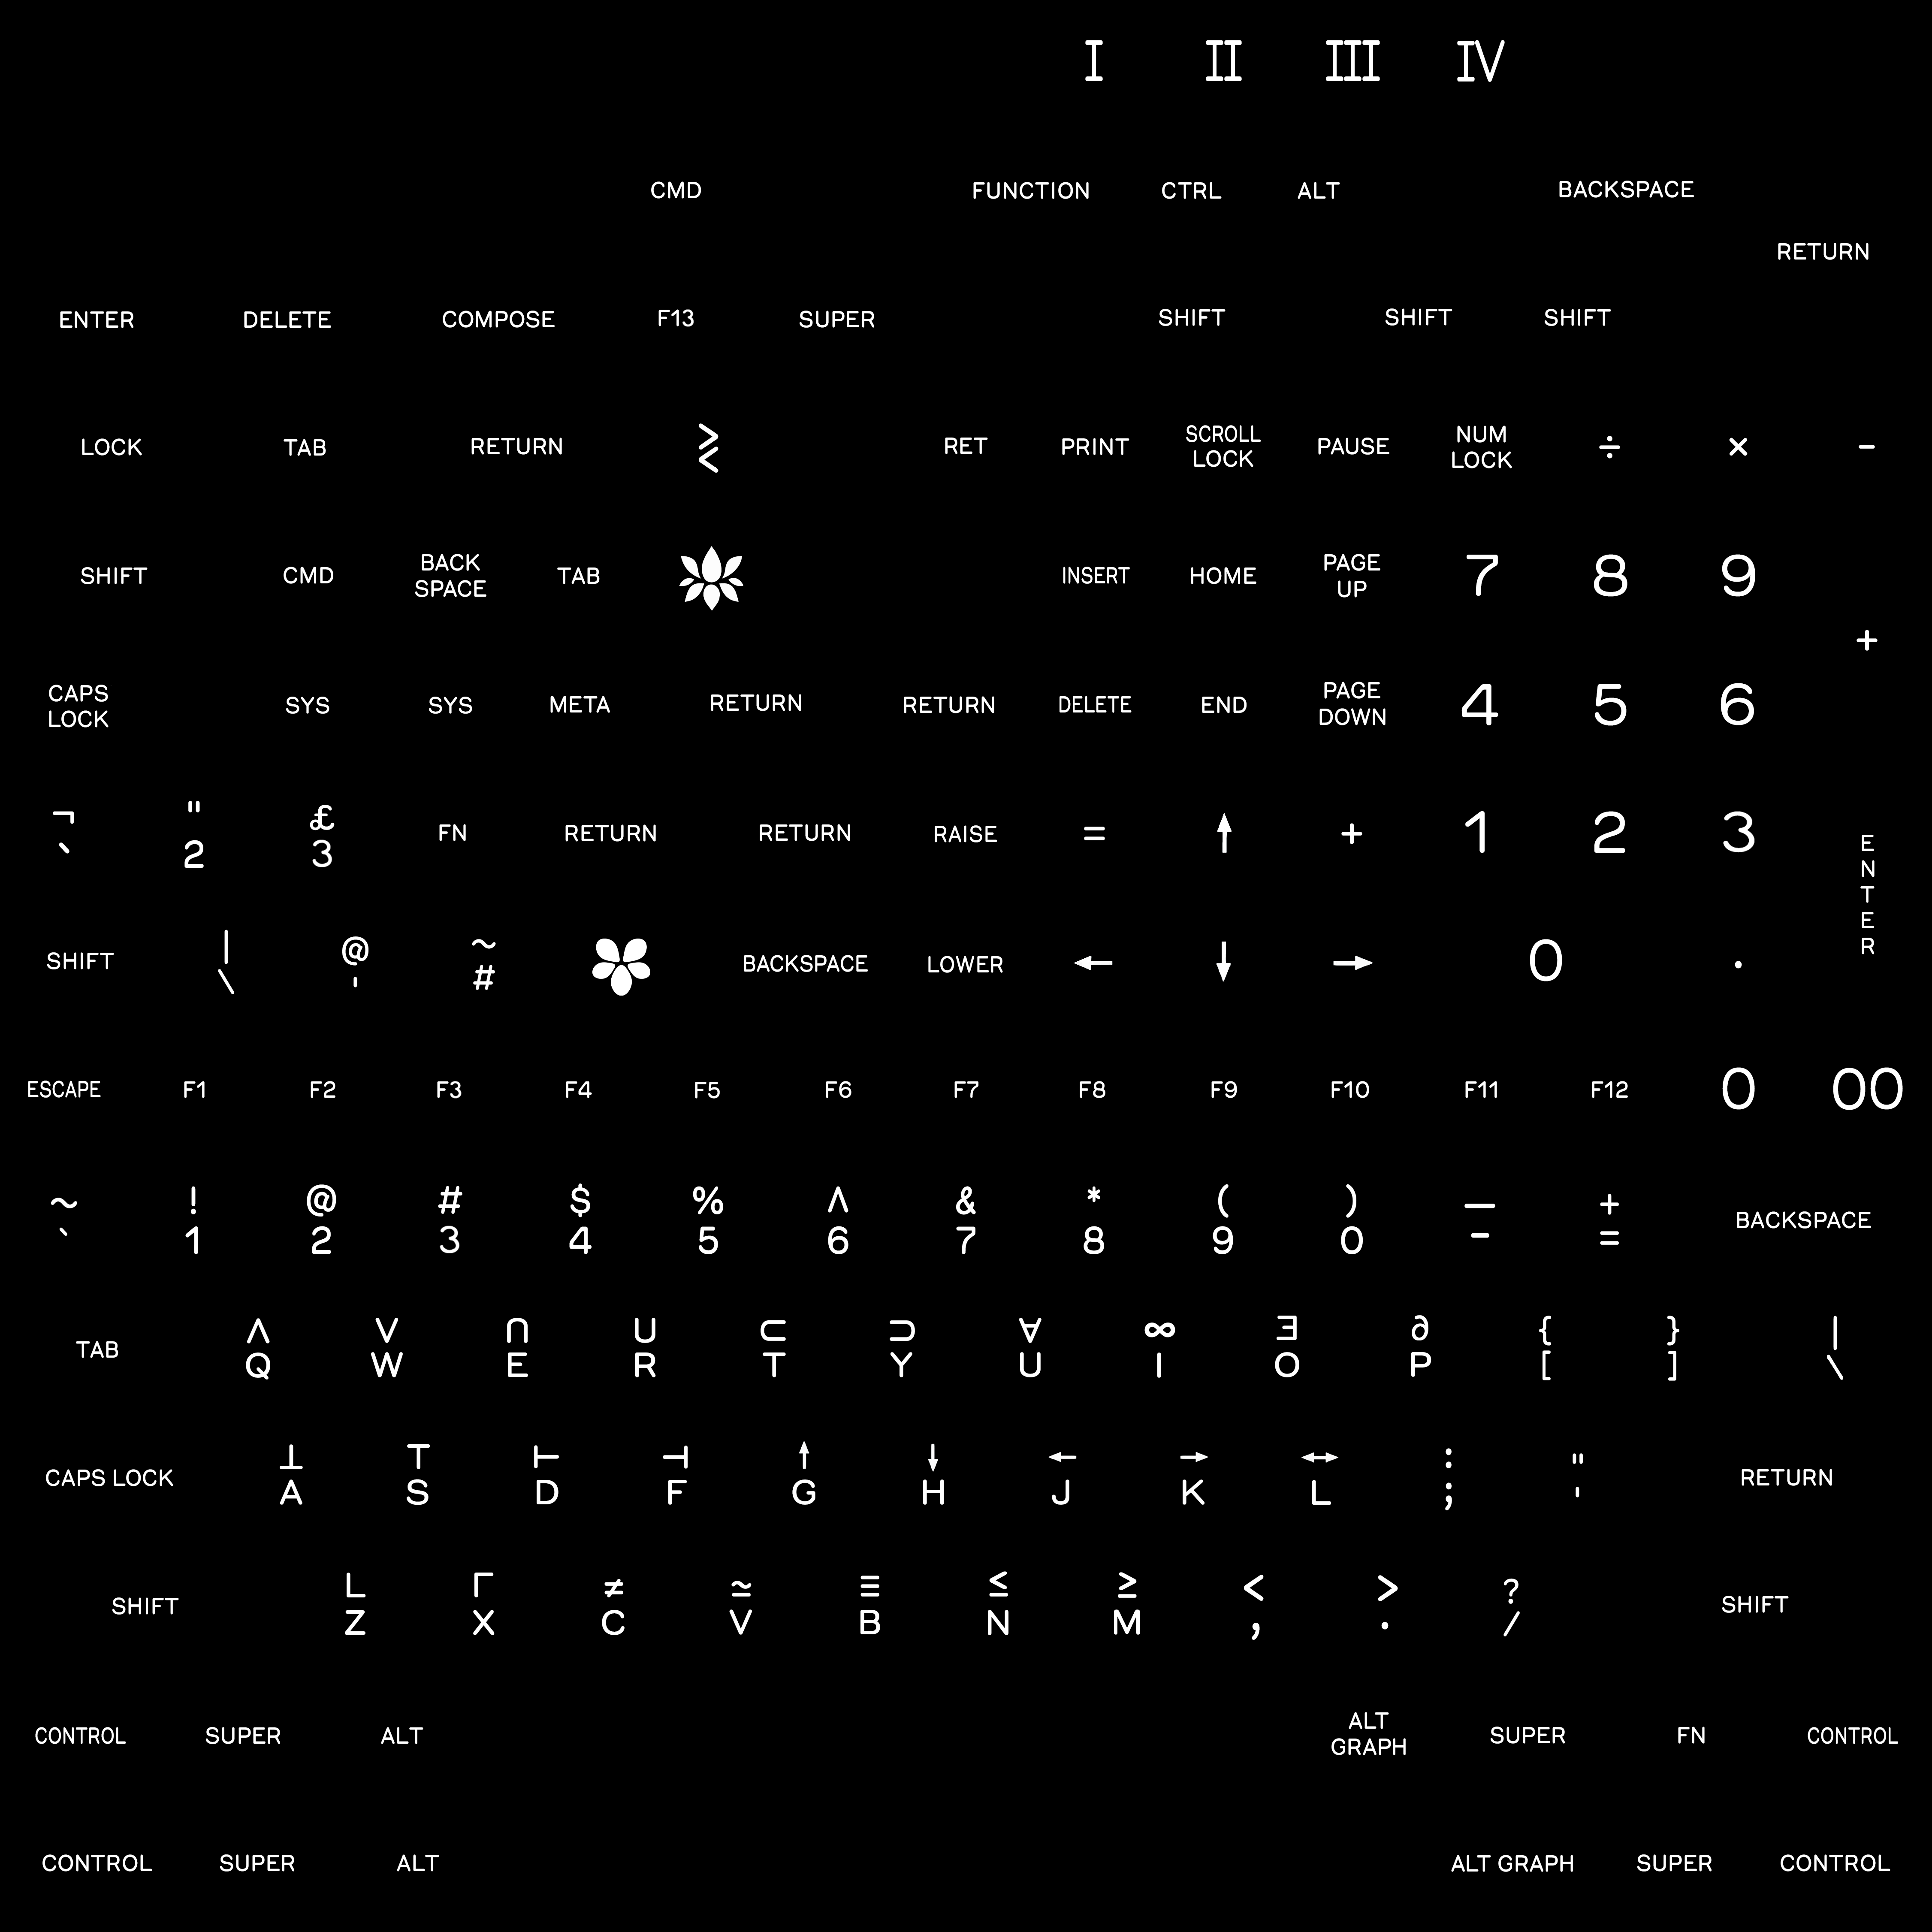 I II III IV
CMD FUNCTION CTRL ALT BACKSPACE
RETURN
ENTER DELETE COMPOSE F13 SUPER SHIFT SHIFT SHIFT
LOCK TAB RETURN RET PRINT SCROLL LOCK PAUSE NUM LOCK ÷ × -
SHIFT CMD BACK SPACE TAB INSERT HOME PAGE UP 7 8 9
+
CAPS LOCK SYS SYS META RETURN RETURN DELETE END PAGE DOWN 4 5 6
¬ " £
` 2 3 FN RETURN RETURN RAISE = ↑ + 1 2 3
ENTER
| @ ~
SHIFT \ ' # BACKSPACE LOWER ← ↓ → 0 .
ESCAPE F1 F2 F3 F4 F5 F6 F7 F8 F9 F10 F11 F12 0 00
~ ! @ # $ % ^ & * ( ) _ +
` 1 2 3 4 5 6 7 8 9 0 - = BACKSPACE
∧ ∨ ∩ ∪ ⊂ ⊃ ∀ ∞ ∃ ∂ { } |
TAB Q W E R T Y U I O P [ ] \
⊥ ⊤ ⊢ ⊣ ↑ ↓ ← → ↔ : "
CAPS LOCK A S D F G H J K L ; ' RETURN
⌊ ⌈ ≠ ≃ ≡ ≤ ≥ < > ?
SHIFT Z X C V B N M , . / SHIFT
CONTROL SUPER ALT ALT GRAPH SUPER FN CONTROL
CONTROL SUPER ALT ALT GRAPH SUPER CONTROL